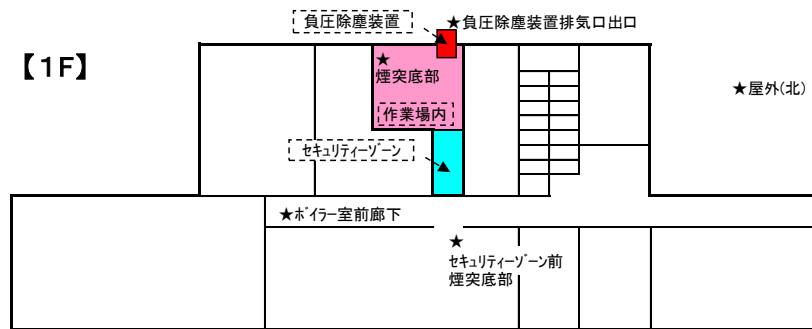 負圧除塵装置
★負圧除塵装置排気口出口
【1F】
★
煙突底部
★屋外(北)
作業場内
ｾｷｭﾘﾃｨｰｿﾞｰﾝ
★ﾎﾞｲﾗｰ室前廊下
★
ｾｷｭﾘﾃｨｰｿﾞｰﾝ前
煙突底部